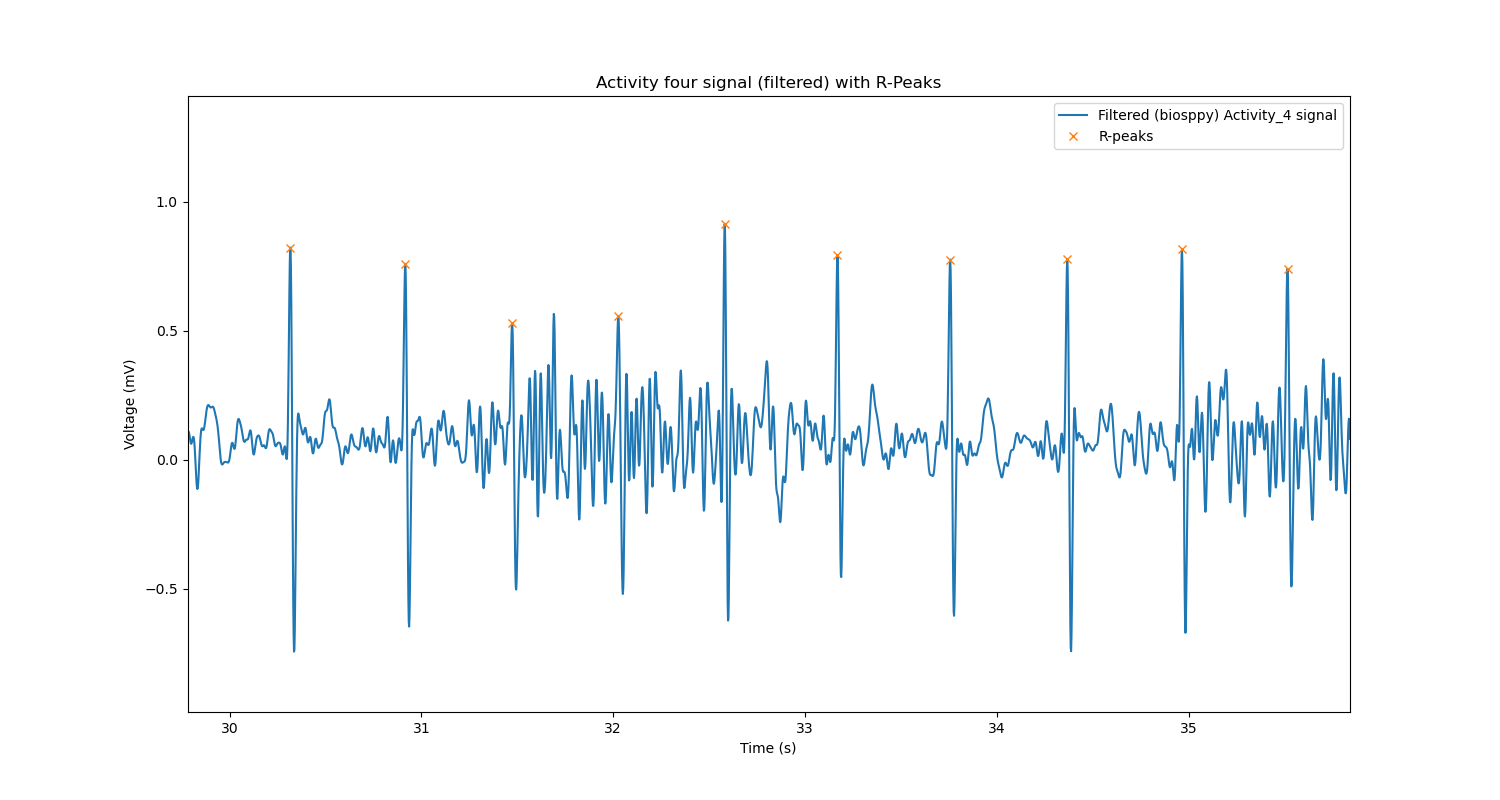 Activity four signal (filtered) with R-Peaks
Filtered (biosppy) Activity_4 signal
R-peaks
Voltage (mV)
1.0
0.5
0.0
−0.5
30 31 32 33 34 35
Time (s)